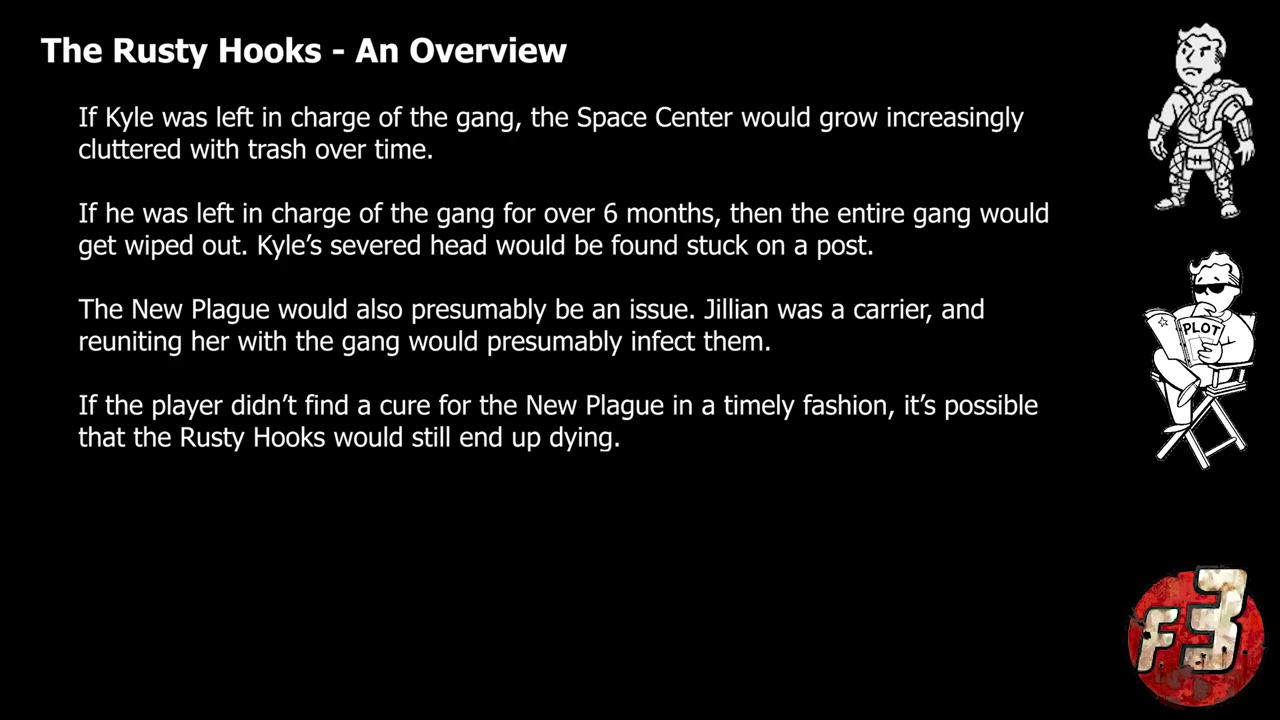 The Rusty Hooks - An Overview
If Kyle was left in charge of the gang, the Space Center would grow increasingly
cluttered with trash over time.
If he was left in charge of the gang for over 6 months, then the entire gang would
get wiped out. Kyle’s severed head would be found stuck on a post.
The New Plague would also presumably be an issue. Jillian was a carrier, and
reuniting her with the gang would presumably infect them.
If the player didn’t find a cure for the New Plague in a timely fashion, it’s possible
that the Rusty Hooks would still end up dying.
PLOT
F3